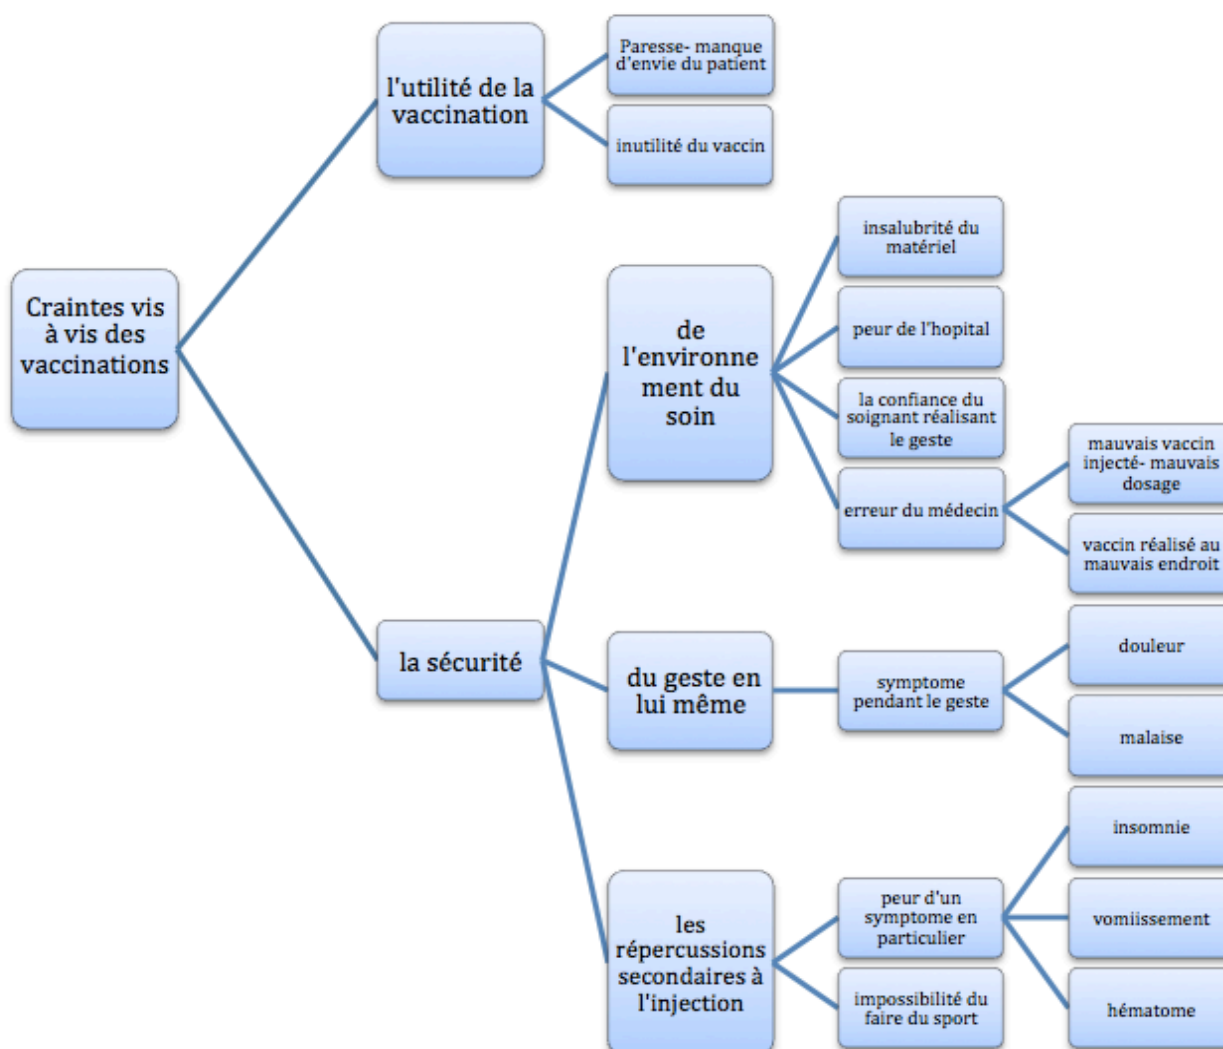 Craintes vis
à vis des
vaccinations
l'utilité de la
vaccination
Paresse- manque
d'envie du patient
inutilité du vaccin
la sécurité
de
l'environne
ment du
soin
insalubrité du
matériel
peur de l'hopital
la confiance du
soignant réalisant
le geste
erreur du médecin
mauvais vaccin
injecté- mauvais
dosage
vaccin réalisé au
mauvais endroit
du geste en
lui même
symptome
pendant le geste
douleur
malaise
les
répercussions
secondaires à
l'injection
peur d'un
symptome en
particulier
insomnie
vomiissement
hématome
impossibilité du
faire du sport